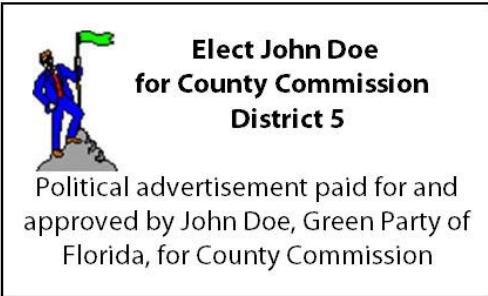 Elect John Doe
for County Commission
District 5
Political advertisement paid for and
approved by John Doe, Green Party of
Florida, for County Commission